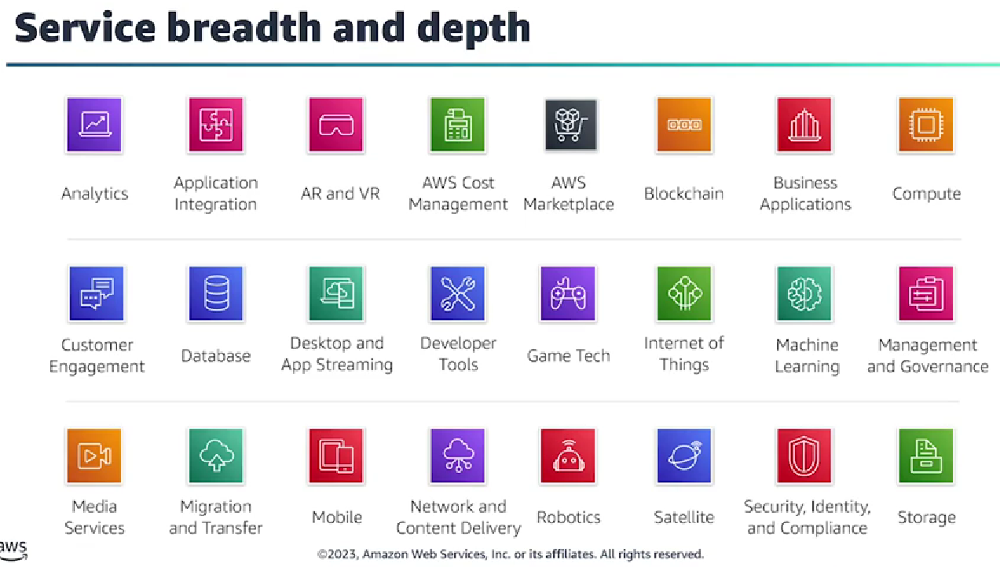 Service breadth and depth
Analytics
Application
Integration
AR and VR
AWS Cost
Management
AWS
Marketplace
Blockchain
Business
Applications
Compute
Customer
Engagement
Database
Desktop and
App Streaming
Developer
Tools
Game Tech
Internet of
Things
Machine
Learning
Management
and Governance
Media
Services
Migration
and Transfer
Mobile
Network and
Content Delivery
Robotics
Satellite
Security, Identity,
and Compliance
Storage
aws
©2023, Amazon Web Services, Inc. or its affiliates. All rights reserved.